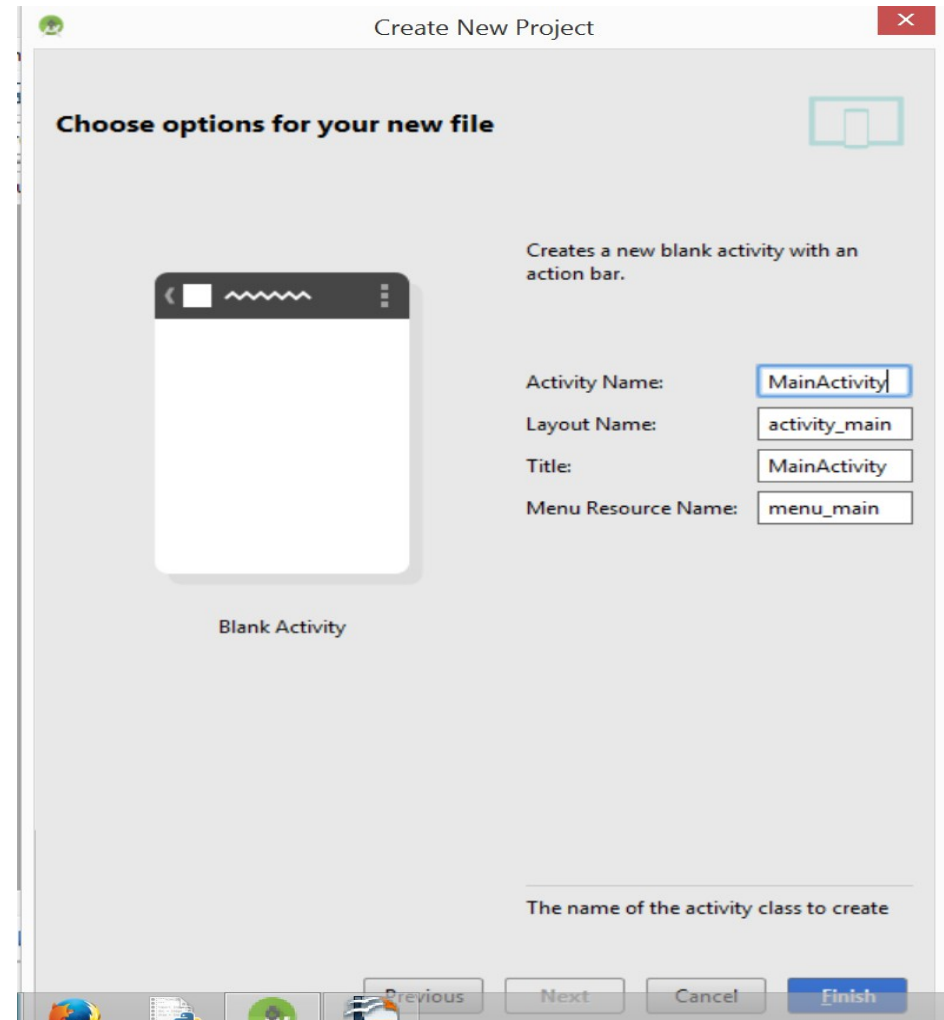 Create New Project
Choose options for your new file
Creates a new blank activity with an
action bar.
Activity Name: MainActivity
Layout Name: activity_main
Title: MainActivity
Menu Resource Name: menu_main
Blank Activity
The name of the activity class to create
Previous Next Cancel Finish